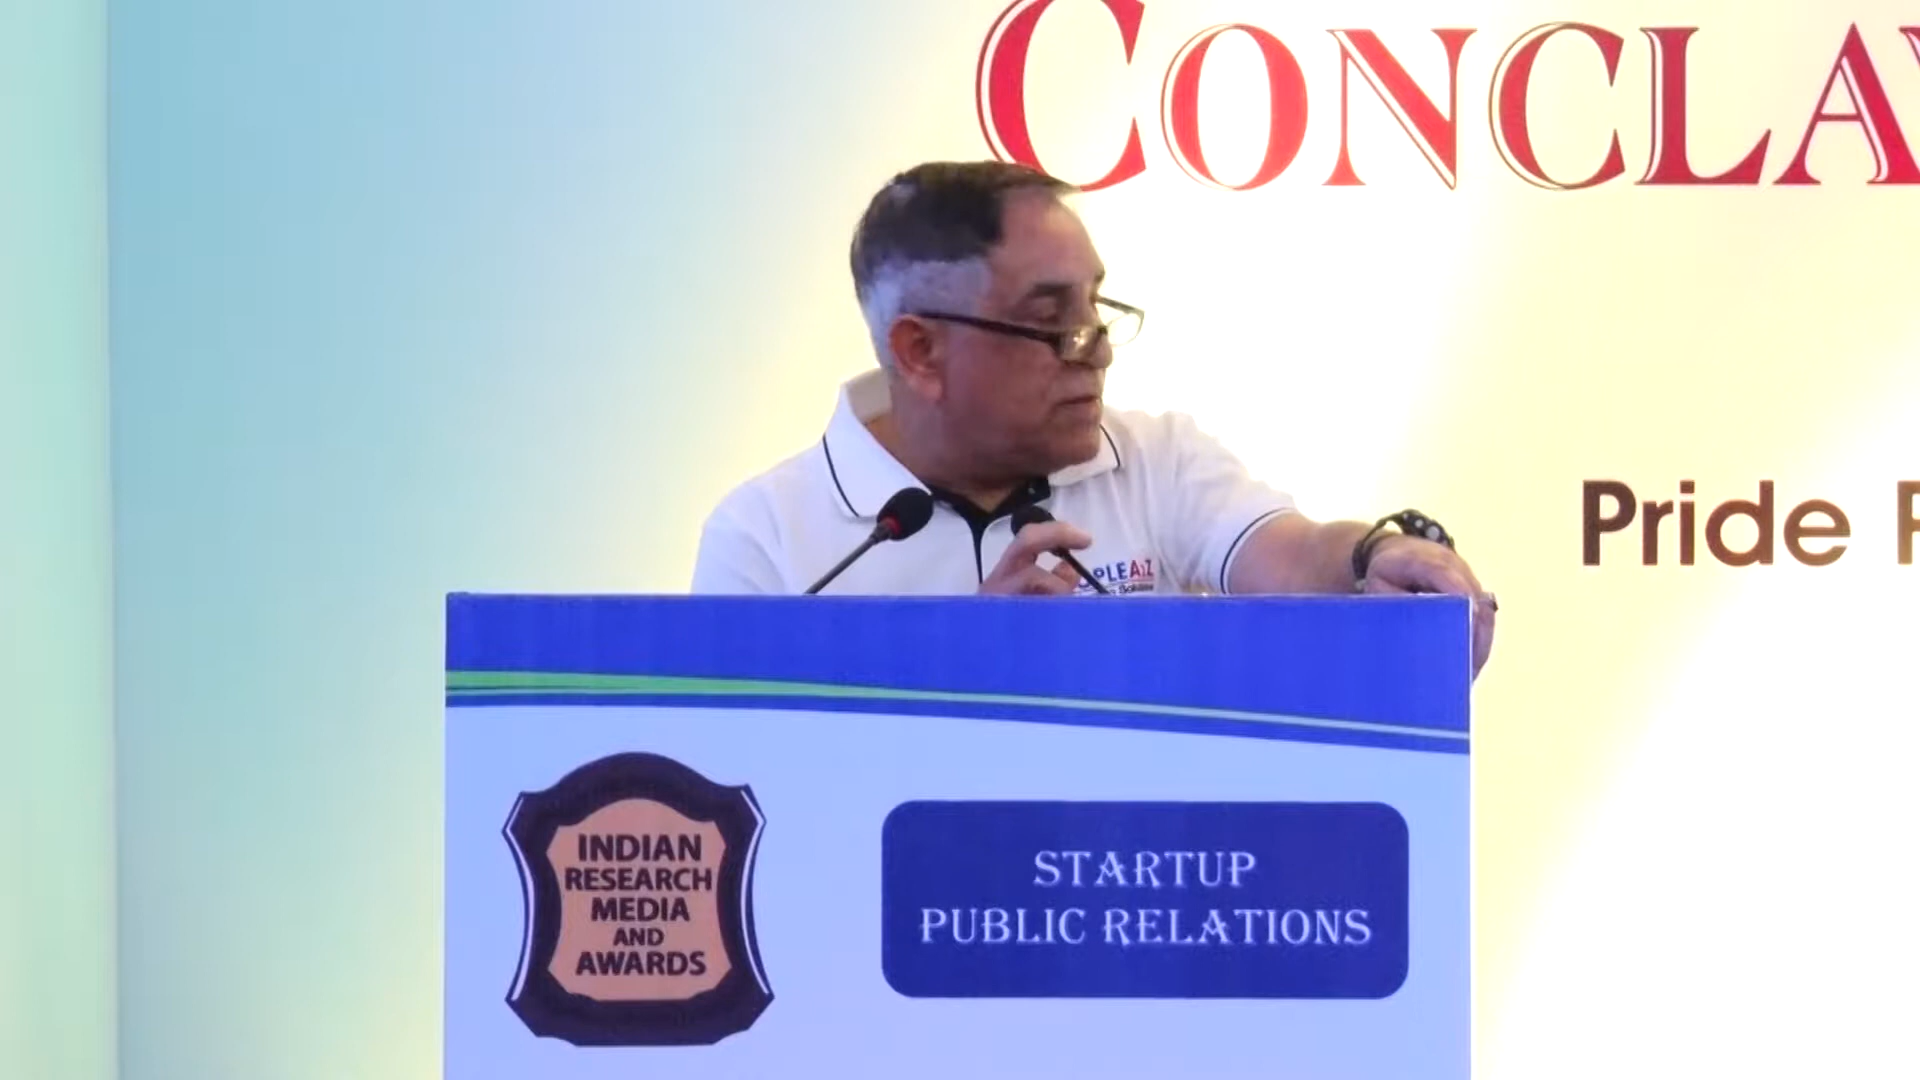 CONCLA
Pride
INDIAN
RESEARCH
MEDIA
AND
AWARDS
STARTUP
PUBLIC RELATIONS